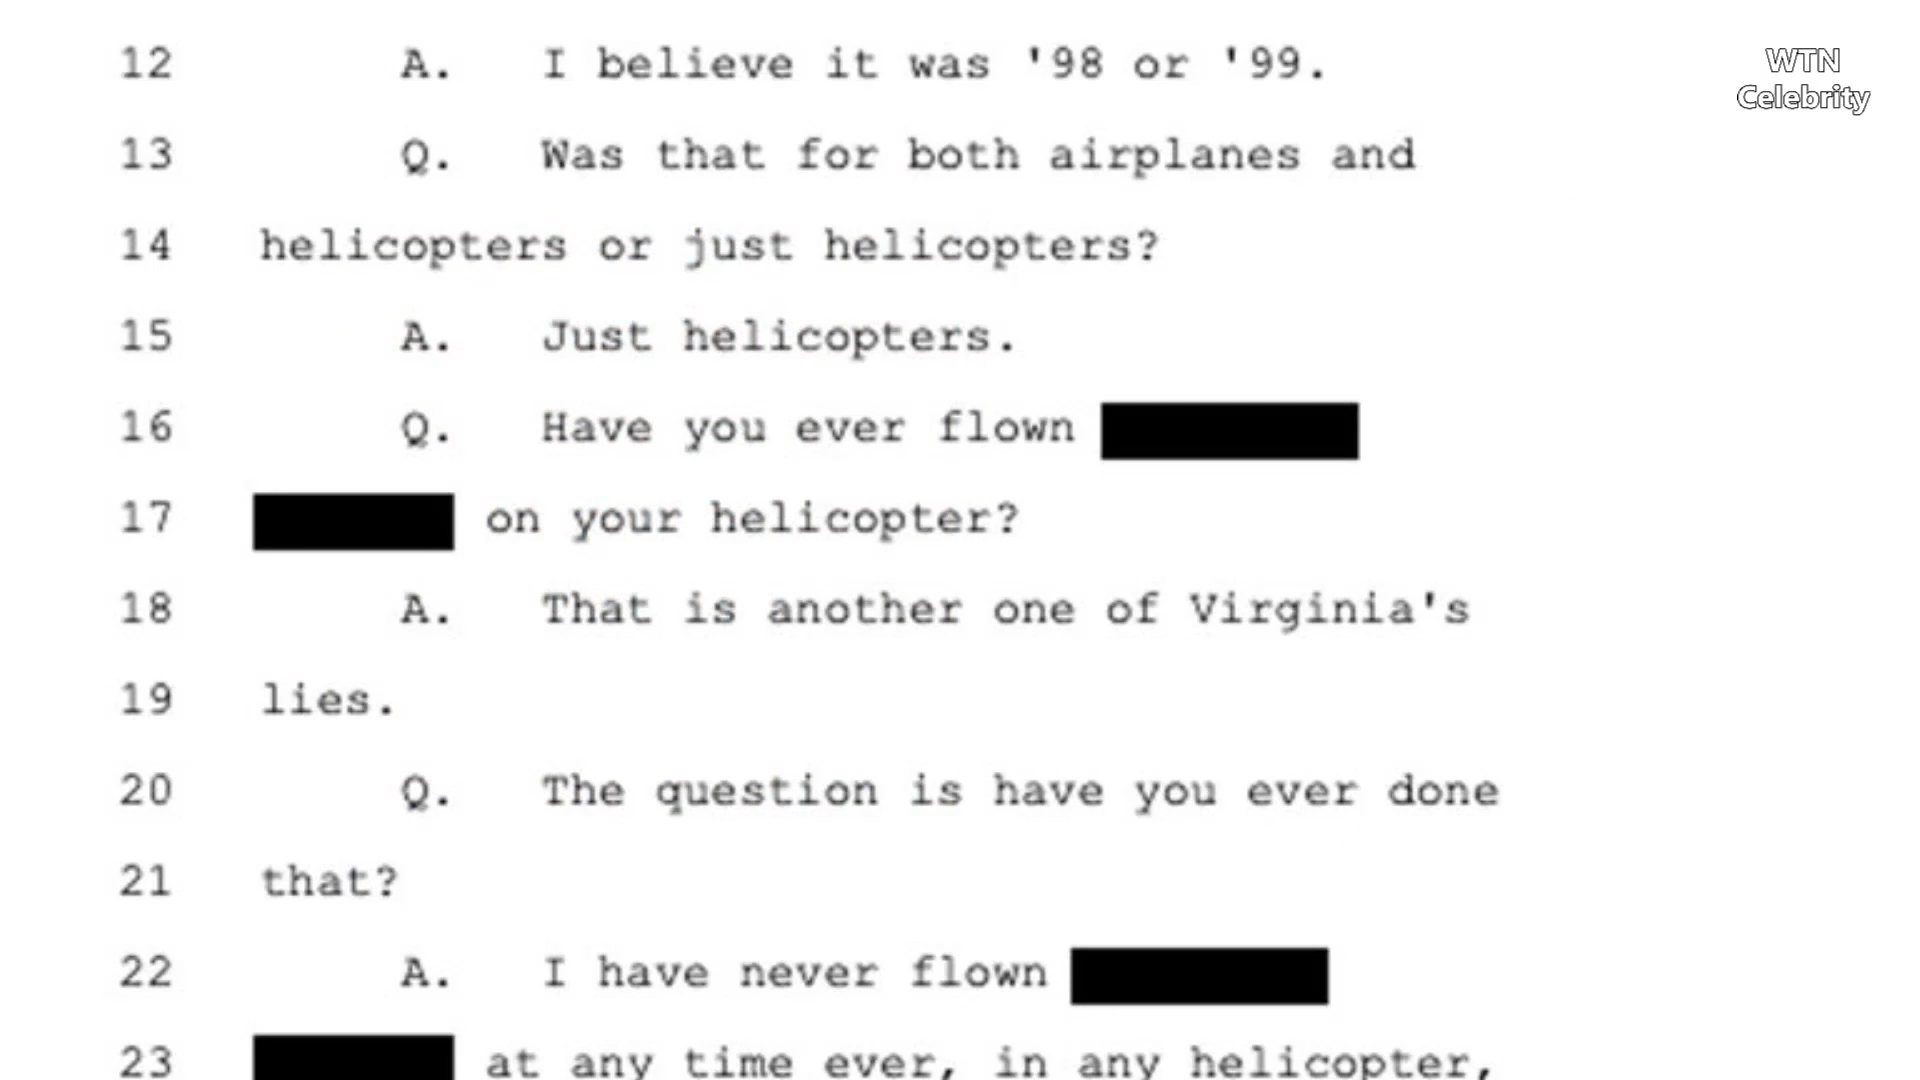 12 A. I believe it was '98 or '99.
WTN
Celebrity
13 Q. Was that for both airplanes and
14 helicopters or just helicopters?
15 A. Just helicopters.
16 Q. Have you ever flown
17 on your helicopter?
18 A. That is another one of Virginia's
19 lies.
20 Q. The question is have you ever done
21 that?
22 A. I have never flown
23 at any time ever, in any helicopter,